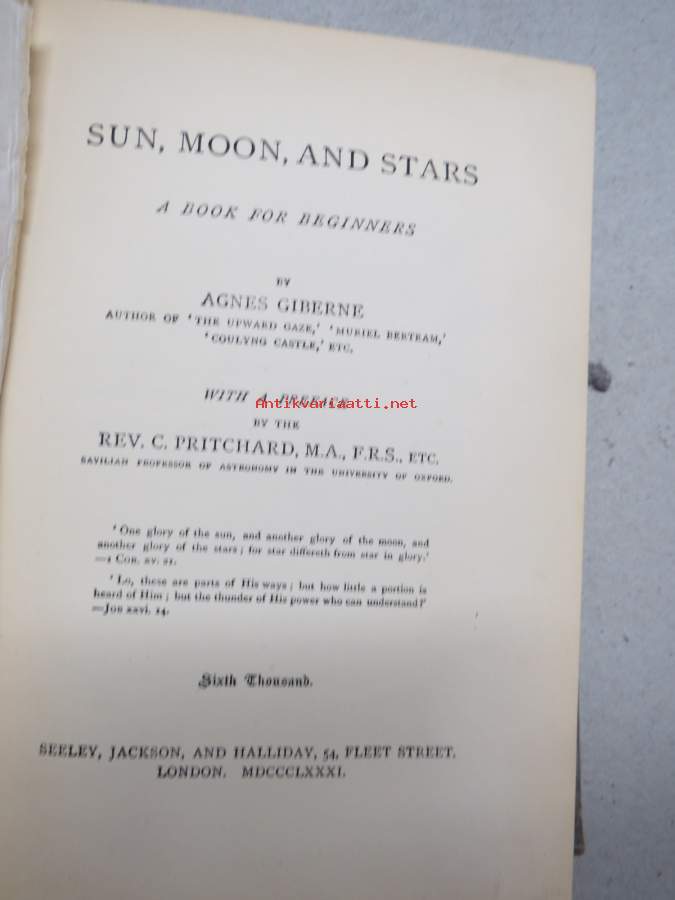 SUN, MOON, AND STARS
A BOOK FOR BEGINNERS
BY
AGNES GIBERNE
AUTHOR OF ‘THE UPWARD GAZE,’ ‘MURIEL BERTRAM,’
‘COULYNG CASTLE,’ ETC.
WITH A PREFACE
Antikvariaatti.net
BY THE
REV. C. PRITCHARD, M.A., F.R.S., ETC.
SAVILIAN PROFESSOR OF ASTRONOMY IN THE UNIVERSITY OF OXFORD.
‘One glory of the sun, and another glory of the moon, and
another glory of the stars; for star differeth from star in glory.’
—1 COR. xv. 41.
‘Lo, these are parts of His ways; but how little a portion is
heard of Him; but the thunder of His power who can understand?’
—JOB xxvi. 14.
Sixth Thousand.
SEELEY, JACKSON, AND HALLIDAY, 54, FLEET STREET.
LONDON. MDCCCLXXXI.